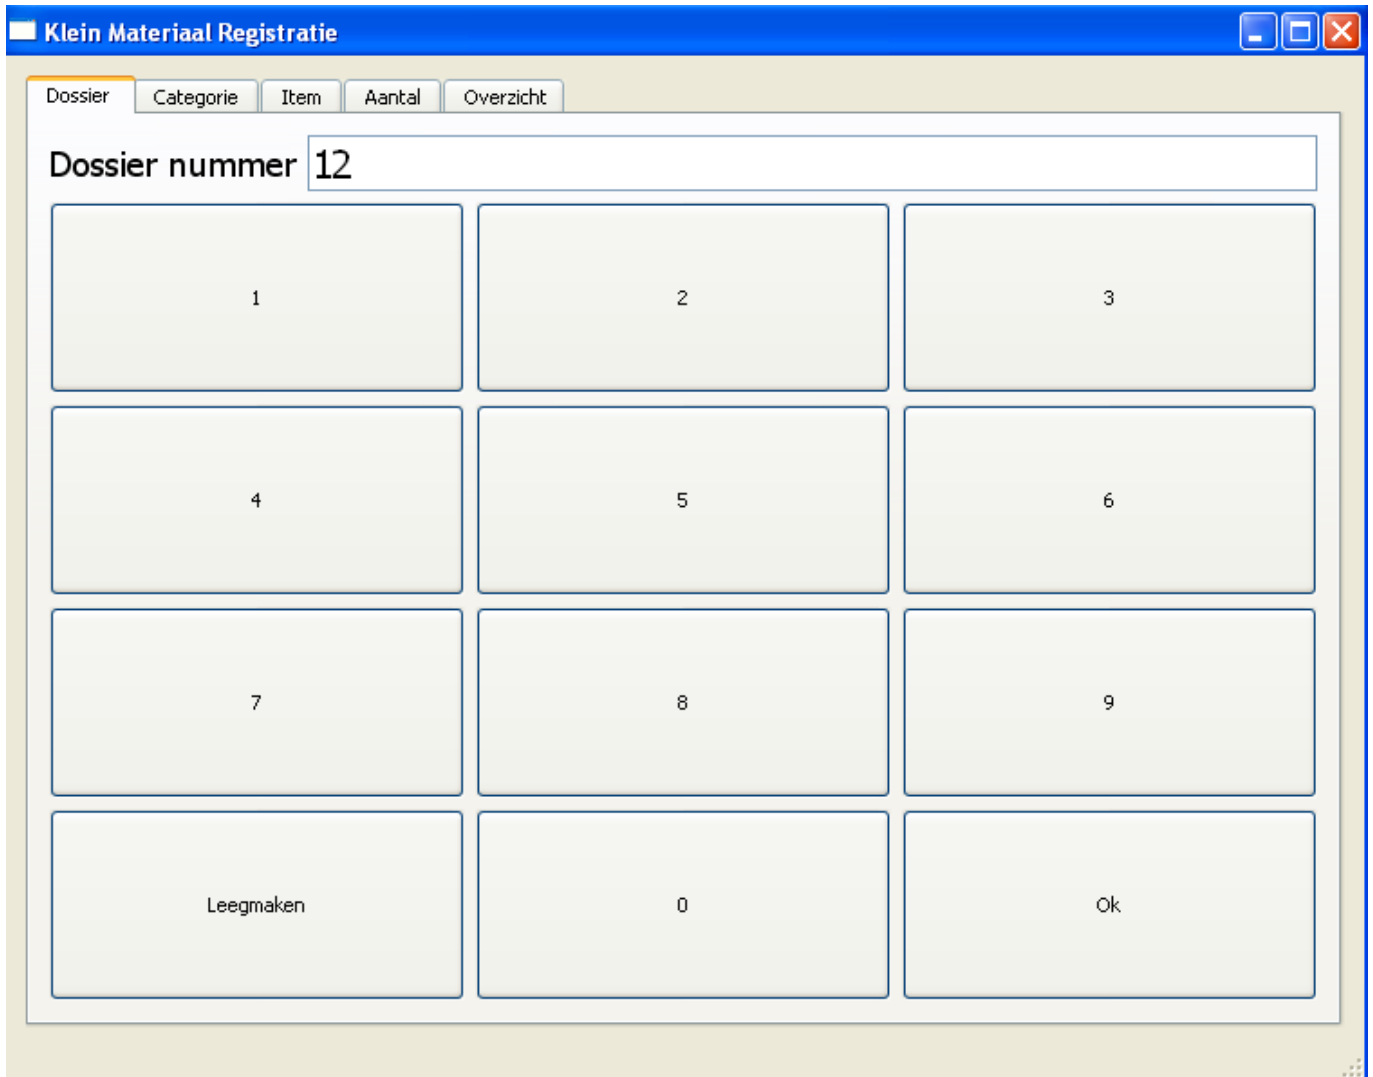 Klein Materiaal Registratie
Dossier Categorie Item Aantal Overzicht
Dossier nummer 12
1 2 3
4 5 6
7 8 9
Leegmaken 0 Ok